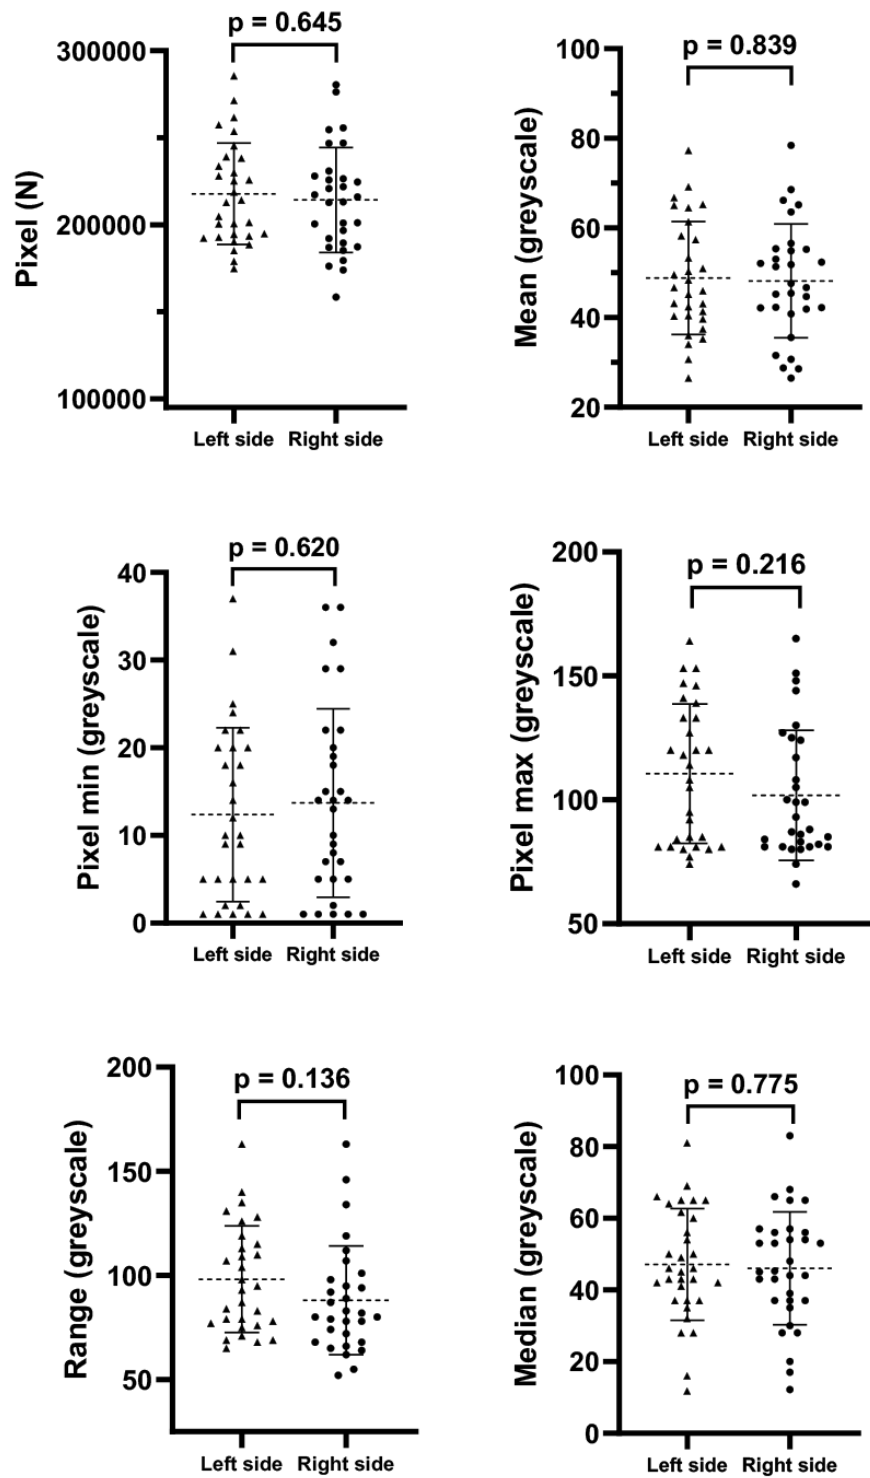 p = 0.645
300000
200000
100000
Pixel (N)
Left side Right side
p = 0.839
100
80
60
40
20
Mean (greyscale)
Left side Right side
p = 0.620
40
30
20
10
0
Pixel min (greyscale)
Left side Right side
p = 0.216
200
150
100
50
Pixel max (greyscale)
Left side Right side
p = 0.136
200
150
100
50
Range (greyscale)
Left side Right side
p = 0.775
100
80
60
40
20
0
Median (greyscale)
Left side Right side